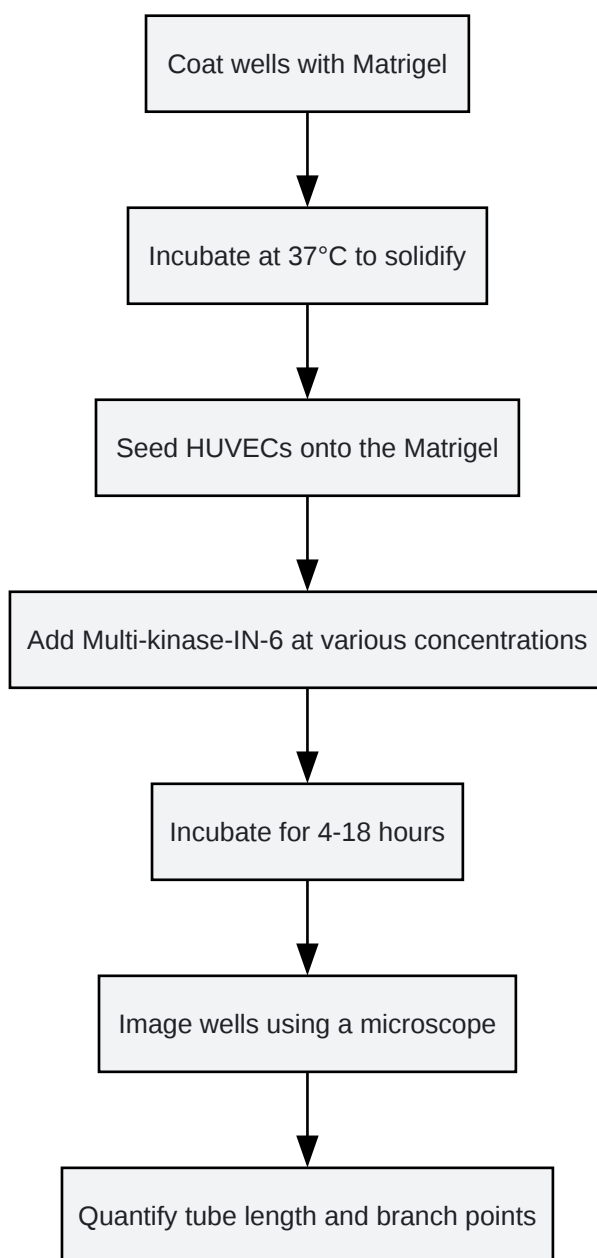 Coat wells with Matrigel
Incubate at 37°C to solidify
Seed HUVECs onto the Matrigel
Add Multi-kinase-IN-6 at various concentrations
Incubate for 4-18 hours
Image wells using a microscope
Quantify tube length and branch points